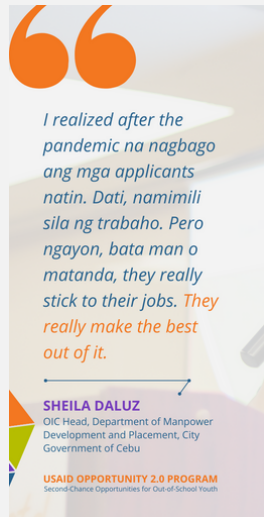 I realized after the
pandemic na nagbago
ang mga applicants
natin. Dati, namimili
sila ng trabaho. Pero
ngayon, bata man o
matanda, they really
stick to their jobs. They
really make the best
out of it.
SHEILA DALUZ
OIC Head, Department of Manpower
Development and Placement, City
Government of Cebu
USAID OPPORTUNITY 2.0 PROGRAM
Second-Chance Opportunities for Out-of-School Youth